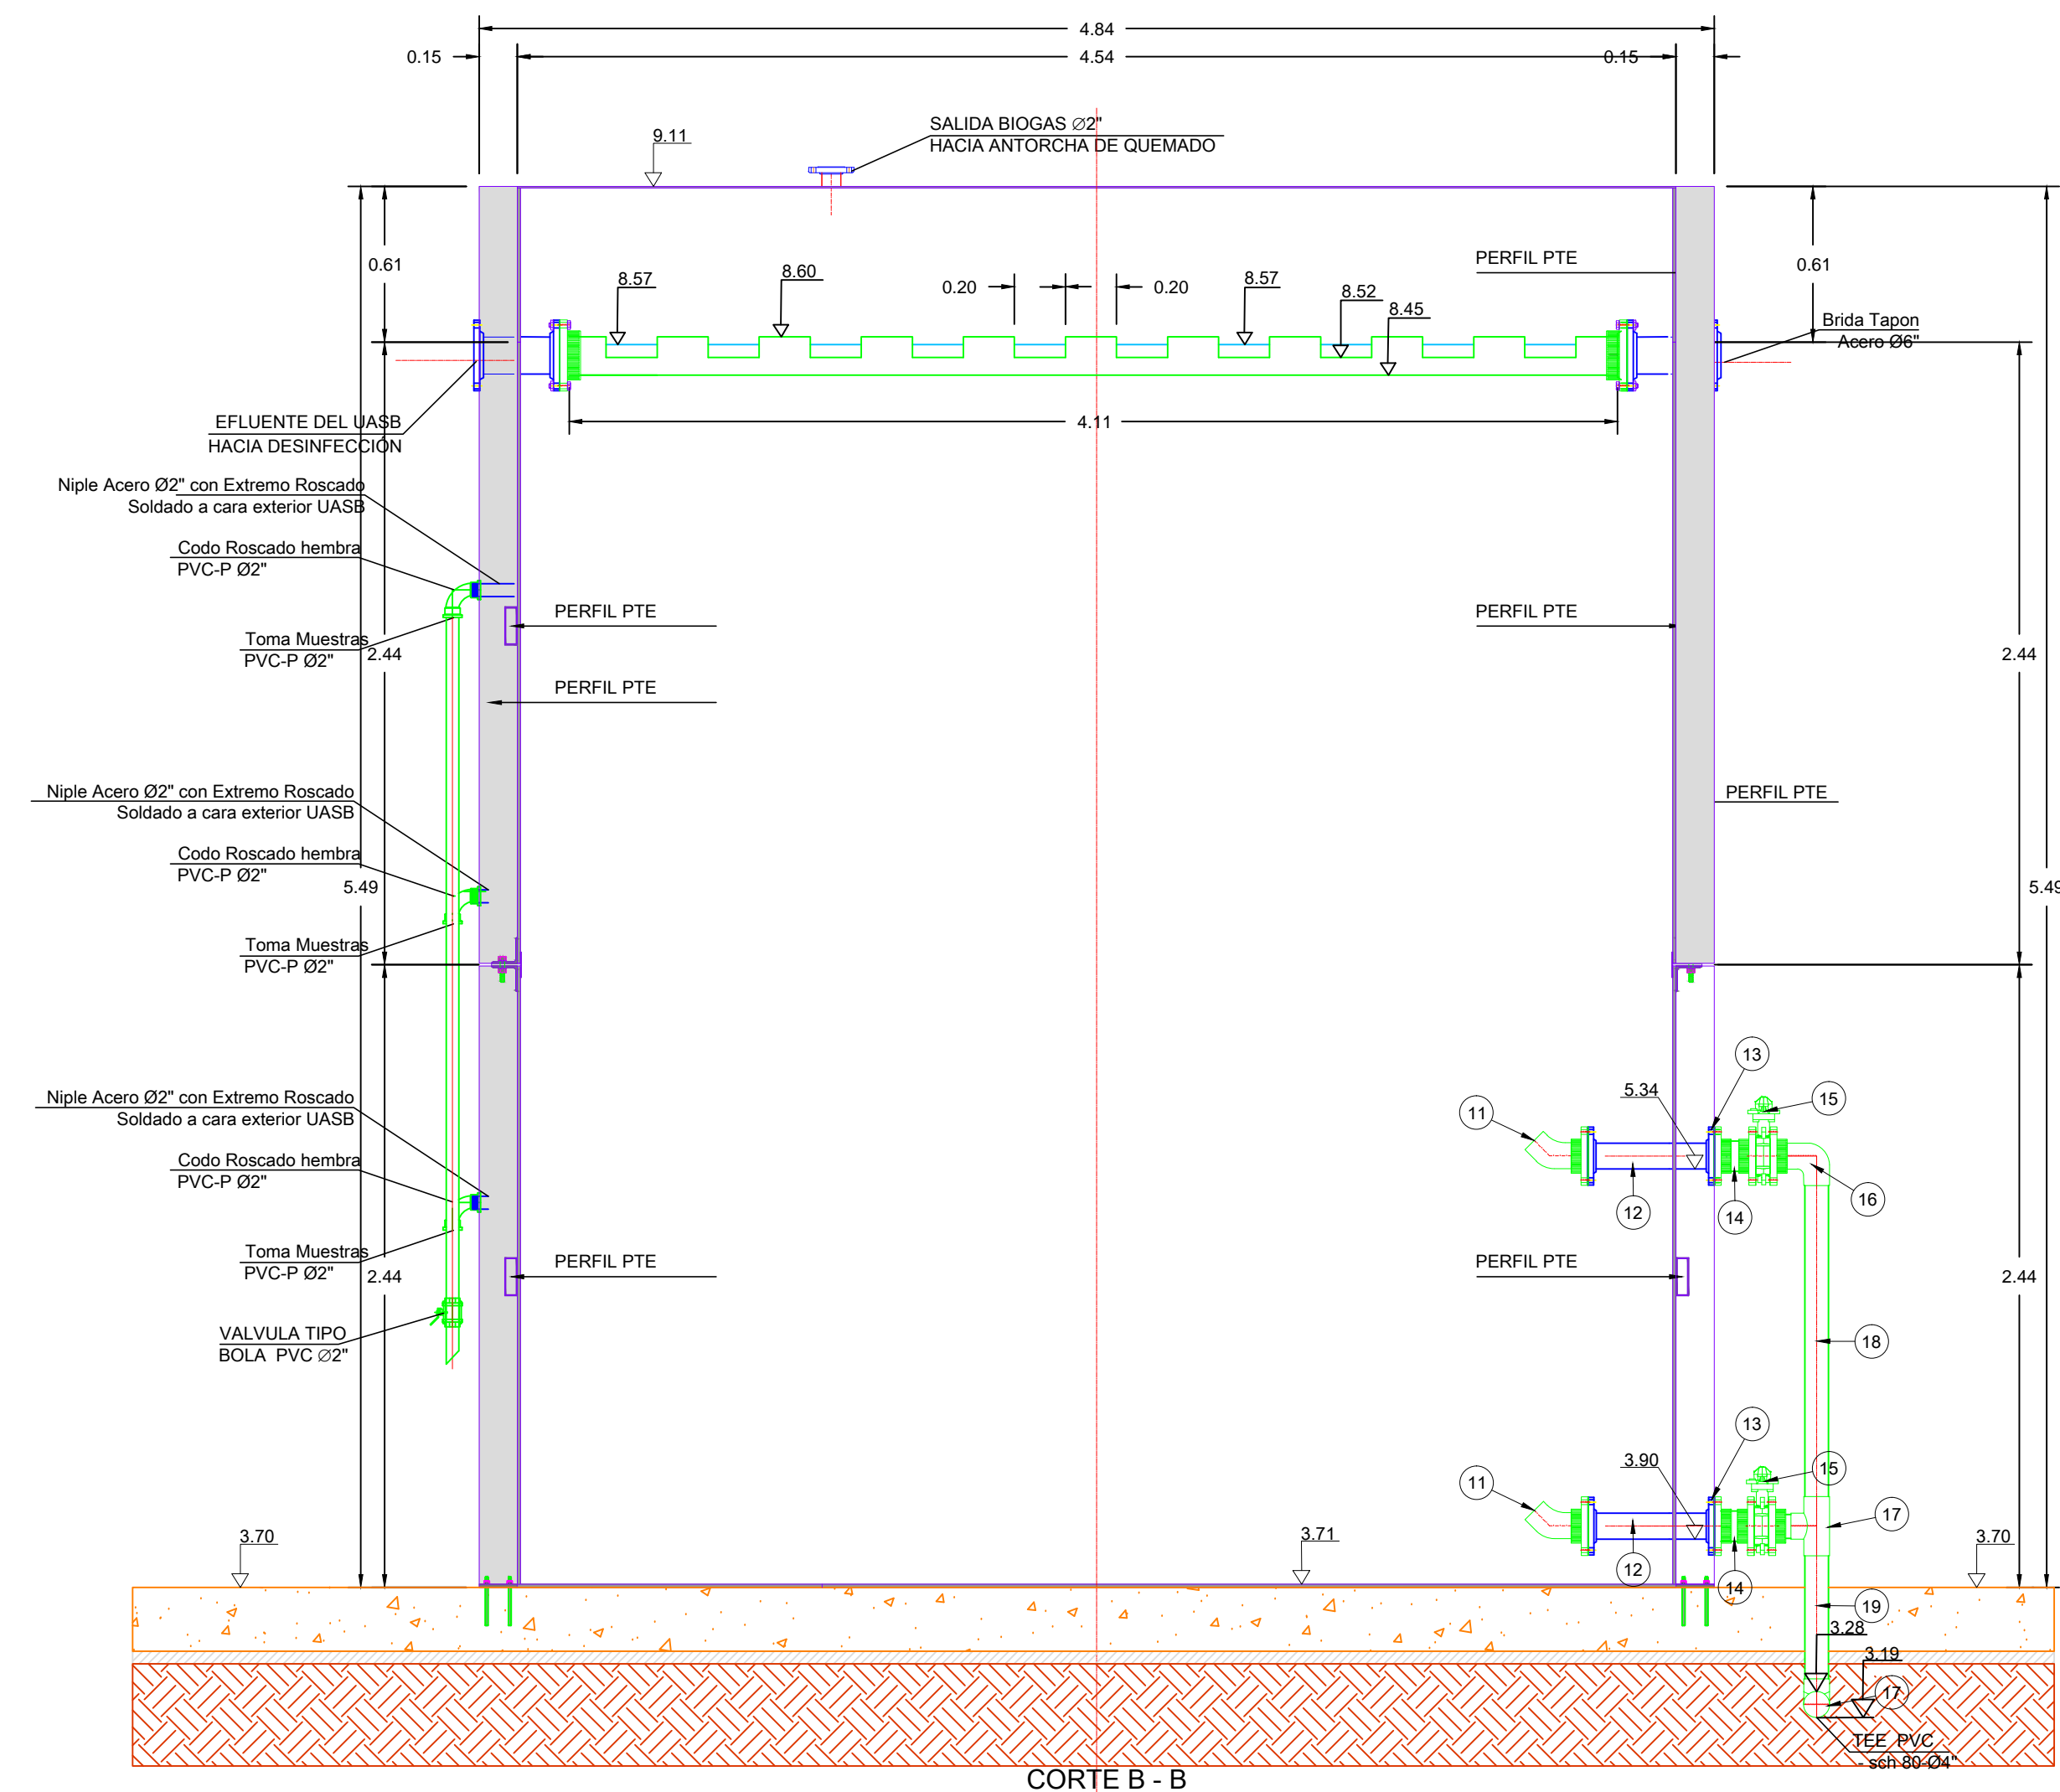 4.84
0.15
4.54
0.15
SALIDA BIOGAS ∅2"
HACIA ANTORCHA DE QUEMADO
9.11
0.61
PERFIL PTE
0.61
8.57
8.60
0.20
0.20
8.57
8.52
8.45
Brida Tapon
Acero Ø6"
EFLUENTE DEL UASB
HACIA DESINFECCIÓN
4.11
Niple Acero Ø2" con Extremo Roscado
Soldado a cara exterior UASB
Codo Roscado hembra
PVC-P Ø2"
PERFIL PTE
PERFIL PTE
Toma Muestras
PVC-P Ø2"
2.44
2.44
PERFIL PTE
Niple Acero Ø2" con Extremo Roscado
Soldado a cara exterior UASB
PERFIL PTE
Codo Roscado hembra
PVC-P Ø2"
5.49
5.49
Toma Muestras
PVC-P Ø2"
13
Niple Acero Ø2" con Extremo Roscado
Soldado a cara exterior UASB
5.34
15
11
Codo Roscado hembra
PVC-P Ø2"
12
14
16
Toma Muestras
PVC-P Ø2"
2.44
PERFIL PTE
PERFIL PTE
2.44
VALVULA TIPO
BOLA PVC ∅2"
18
13
3.90
15
11
17
3.70
3.71
3.70
12
14
19
3.28
3.19
17
TEE PVC
- sch 80-Ø4"
CORTE B - B